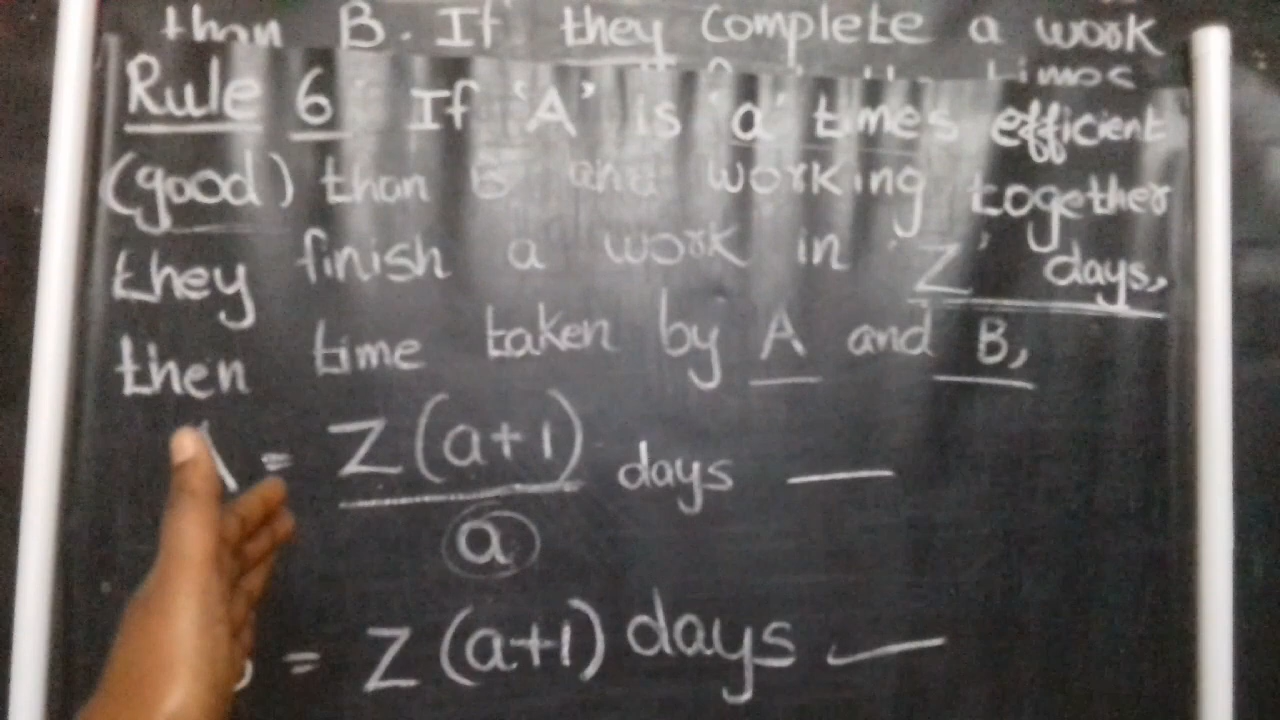 than B. If they complete a work
times
Rule 6 If 'A' is 'a' times efficient
(good) than B and working together
they finish a work in 'Z' days,
then time taken by A and B,
A = Z(a+1) days
a
= Z(a+1) days